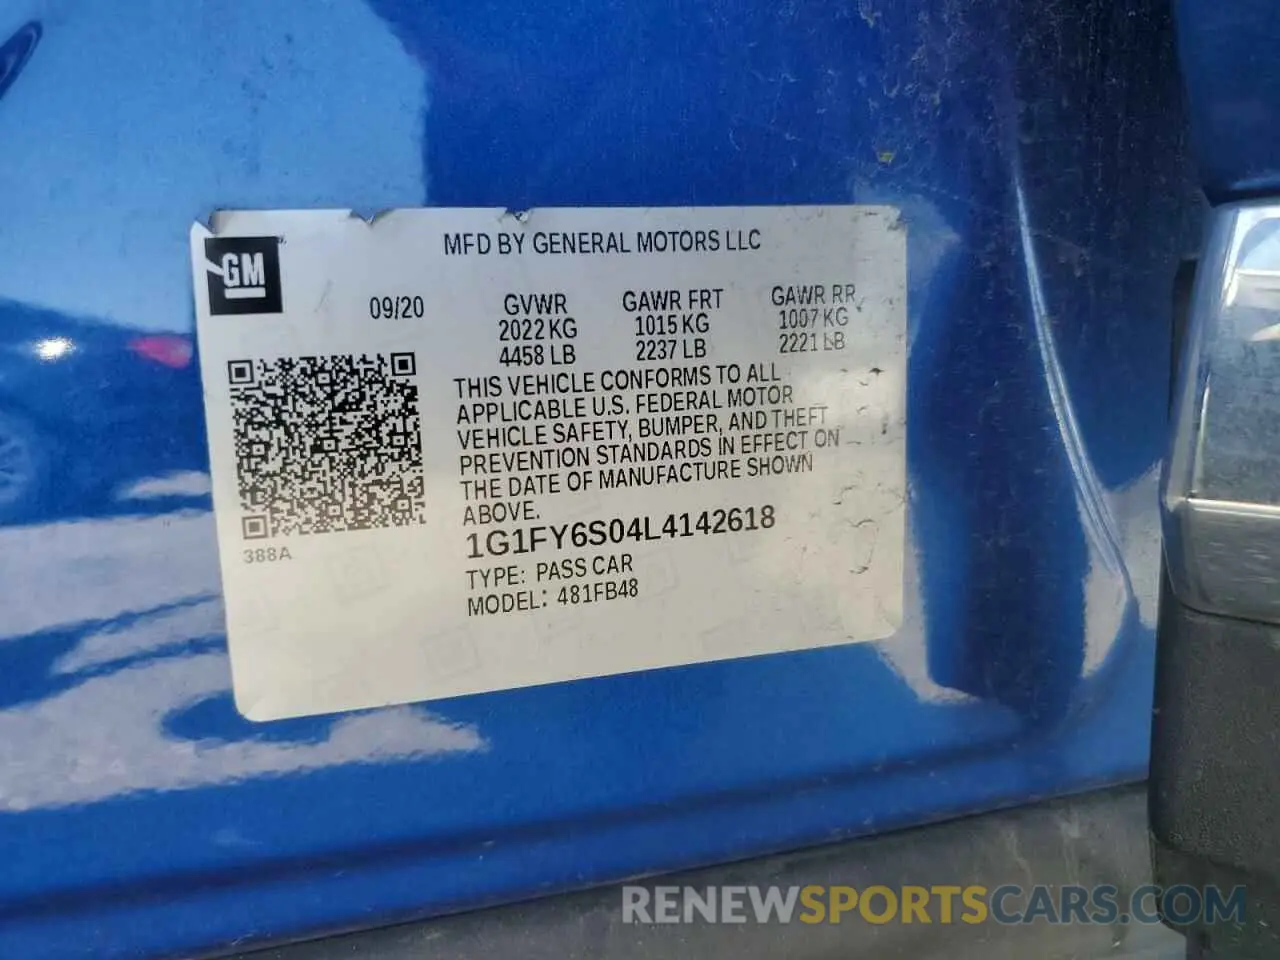 MFD BY GENERAL MOTORS LLC
GM
09/20
GVWR GAWR FRT GAWR RR
2022 KG 1015 KG 1007 KG
4458 LB 2237 LB 2221 LB
THIS VEHICLE CONFORMS TO ALL
APPLICABLE U.S. FEDERAL MOTOR
VEHICLE SAFETY, BUMPER, AND THEFT
PREVENTION STANDARDS IN EFFECT ON
THE DATE OF MANUFACTURE SHOWN
ABOVE.
388A
1G1FY6S04L4142618
TYPE: PASS CAR
MODEL: 481FB48
RENEWSPORTSCARS.COM